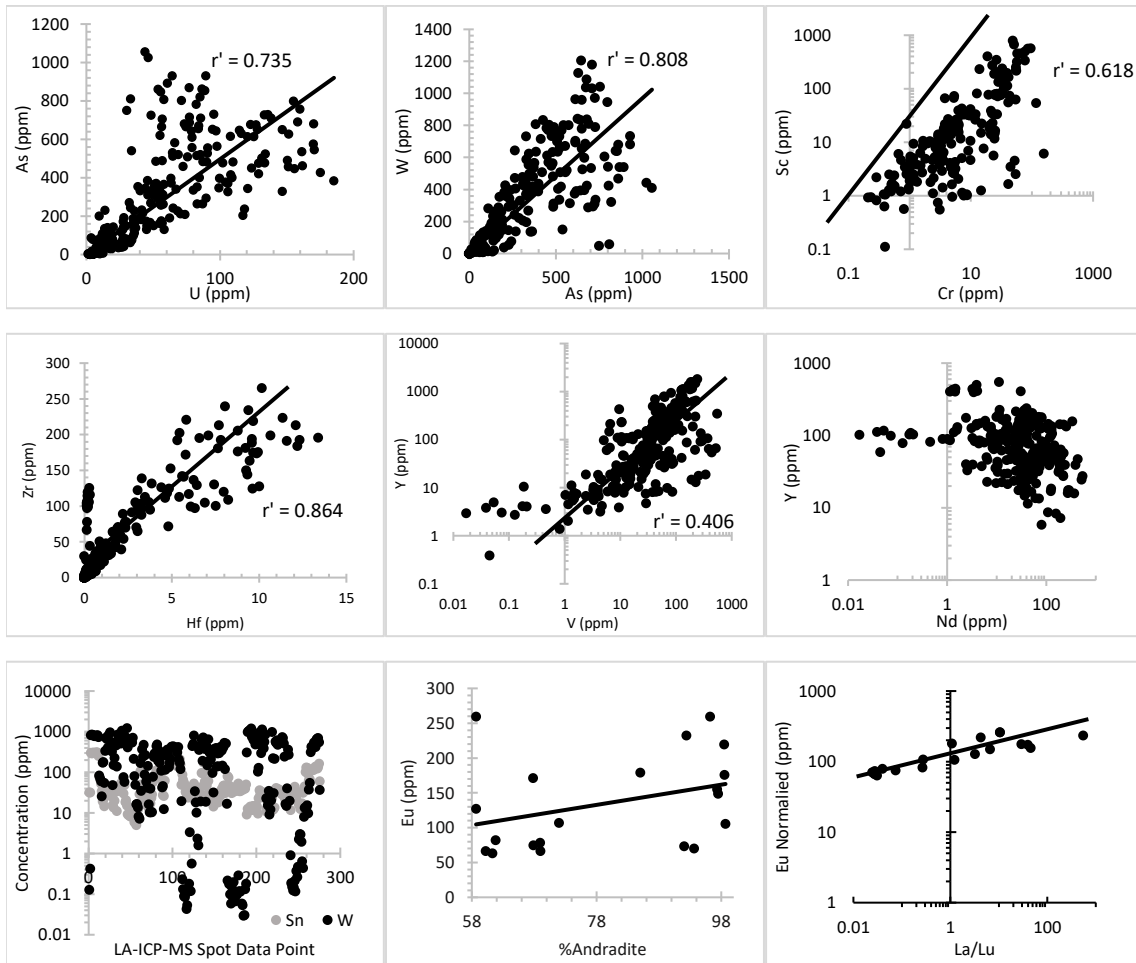 1200
1000
800
600
400
200
0
As (ppm)
r' = 0.735
0 100 200
U (ppm)
1400
1200
1000
800
600
400
200
0
W (ppm)
r' = 0.808
0 500 1000 1500
As (ppm)
1000
100
10
1
0.1
Sc (ppm)
r' = 0.618
0.1 10 1000
Cr (ppm)
300
250
200
150
100
50
0
Zr (ppm)
r' = 0.864
0 5 10 15
Hf (ppm)
10000
1000
100
10
1
0.1
Y (ppm)
r' = 0.406
0.01 0.1 1 10 100 1000
V (ppm)
1000
100
10
1
Y (ppm)
0.01 1 100
Nd (ppm)
10000
1000
100
10
1
0.1
0.01
Concentration (ppm)
0 100 200 300
Sn W
LA-ICP-MS Spot Data Point
300
250
200
150
100
50
0
Eu (ppm)
58 78 98
%Andradite
1000
100
10
1
Eu Normalied (ppm)
0.01 1 100
La/Lu